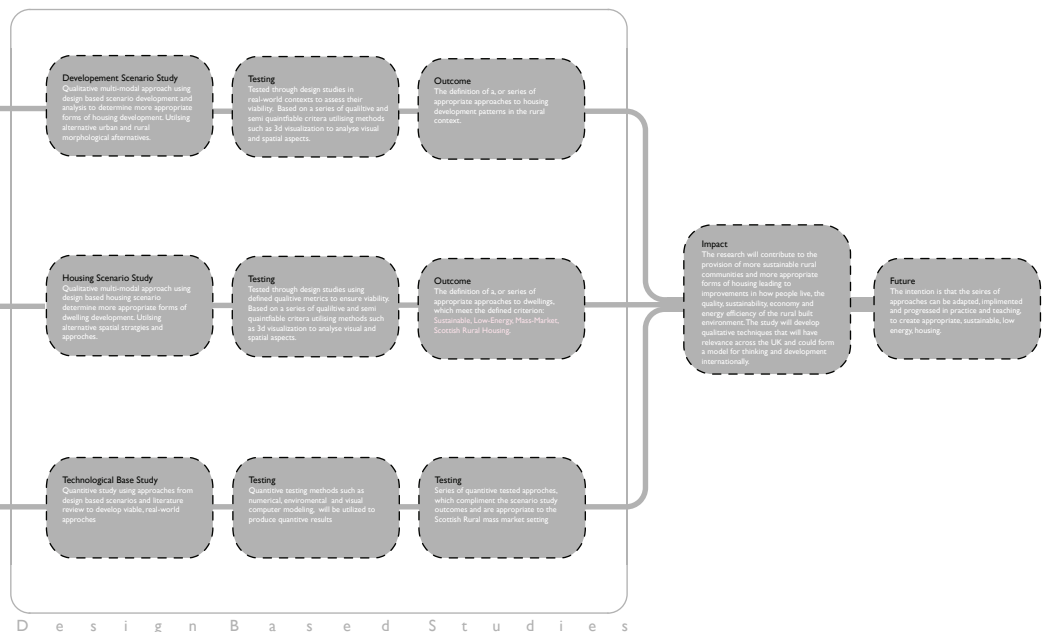 Developement Scenario Study
Qualitative multi-modal approach using
design based scenario development and
analysis to determine more appropriate
forms of housing development. Utilsing
alternative urban and rural
morphological alternatives.
Testing
Tested through design studies in
real-world contexts to assess their
viability. Based on a series of qualitive and
semi quaintfiable critera utilising methods
such as 3d visualization to analyse visual
and spatial aspects.
Outcome
The definition of a, or series of
appropriate approaches to housing
development patterns in the rural
context.
Housing Scenario Study
Qualitative multi-modal approach using
design based housing scenario
determine more appropriate forms of
dwelling development. Utilsing
alternative spatial stratgies and
approches.
Testing
Tested through design studies using
defined qualitive metrics to ensure viability.
Based on a series of qualitive and semi
quaintfiable critera utilising methods such
as 3d visualization to analyse visual and
spatial aspects.
Outcome
The definition of a, or series of
appropriate approaches to dwellings,
which meet the defined criterion:
Sustainable, Low-Energy, Mass-Market,
Scottish Rural Housing.
Technological Base Study
Quantitive study using approaches from
design based scenarios and literature
review to develop viable, real-world
approches
Testing
Quantitive testing methods such as
numerical, enviromental and visual
computer modeling, will be utilized to
produce quantitve results
Testing
Series of quantitive tested approches,
which compliment the scenario study
outcomes and are appropriate to the
Scottish Rural mass market setting
Impact
The research will contribute to the
provision of more sustainable rural
communities and more appropriate
forms of housing leading to
improvements in how people live, the
quality, sustainability, economy and
energy efficiency of the rural built
environment. The study will develop
qualitative techniques that will have
relevance across the UK and could form
a model for thinking and development
internationally.
Future
The intention is that the seires of
approaches can be adapted, implimented
and progressed in practice and teaching,
to create appropriate, sustainable, low
energy, housing.
Design Based Studies